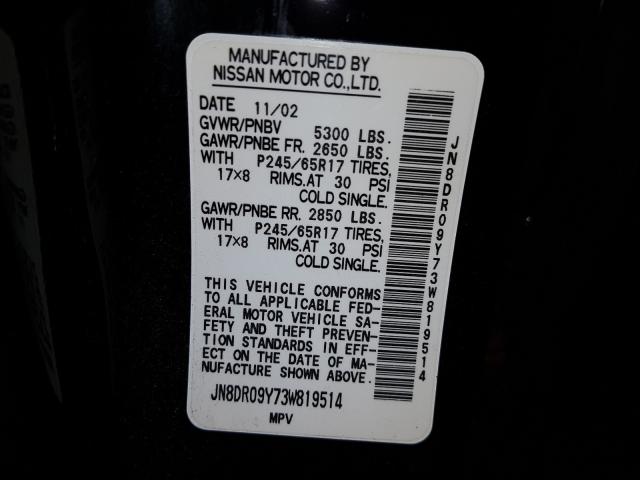 MANUFACTURED BY
NISSAN MOTOR CO.,LTD.
DATE 11/02
GVWR/PNBV 5300 LBS.
GAWR/PNBE FR. 2650 LBS.
WITH P245/65R17 TIRES,
17×8 RIMS.AT 30 PSI
COLD SINGLE.
GAWR/PNBE RR. 2850 LBS.
WITH P245/65R17 TIRES,
17×8 RIMS.AT 30 PSI
COLD SINGLE.
THIS VEHICLE CONFORMS
TO ALL APPLICABLE FED-
ERAL MOTOR VEHICLE SA-
FETY AND THEFT PREVEN-
TION STANDARDS IN EFF-
ECT ON THE DATE OF MA-
NUFACTURE SHOWN ABOVE.
JN8DR09Y73W819514
MPV
JN8DR09Y73W819514